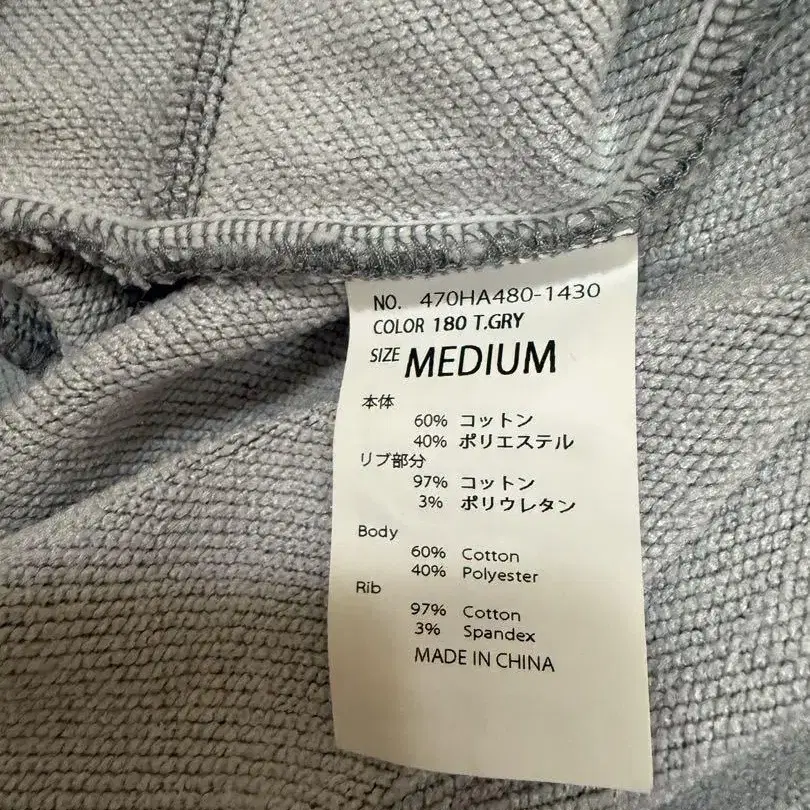 NO. 470HA480-1430
COLOR 180 T.GRY
SIZE MEDIUM
本体
60% コットン
40% ポリエステル
リブ部分
97% コットン
3% ポリウレタン
Body
60% Cotton
40% Polyester
Rib
97% Cotton
3% Spandex
MADE IN CHINA